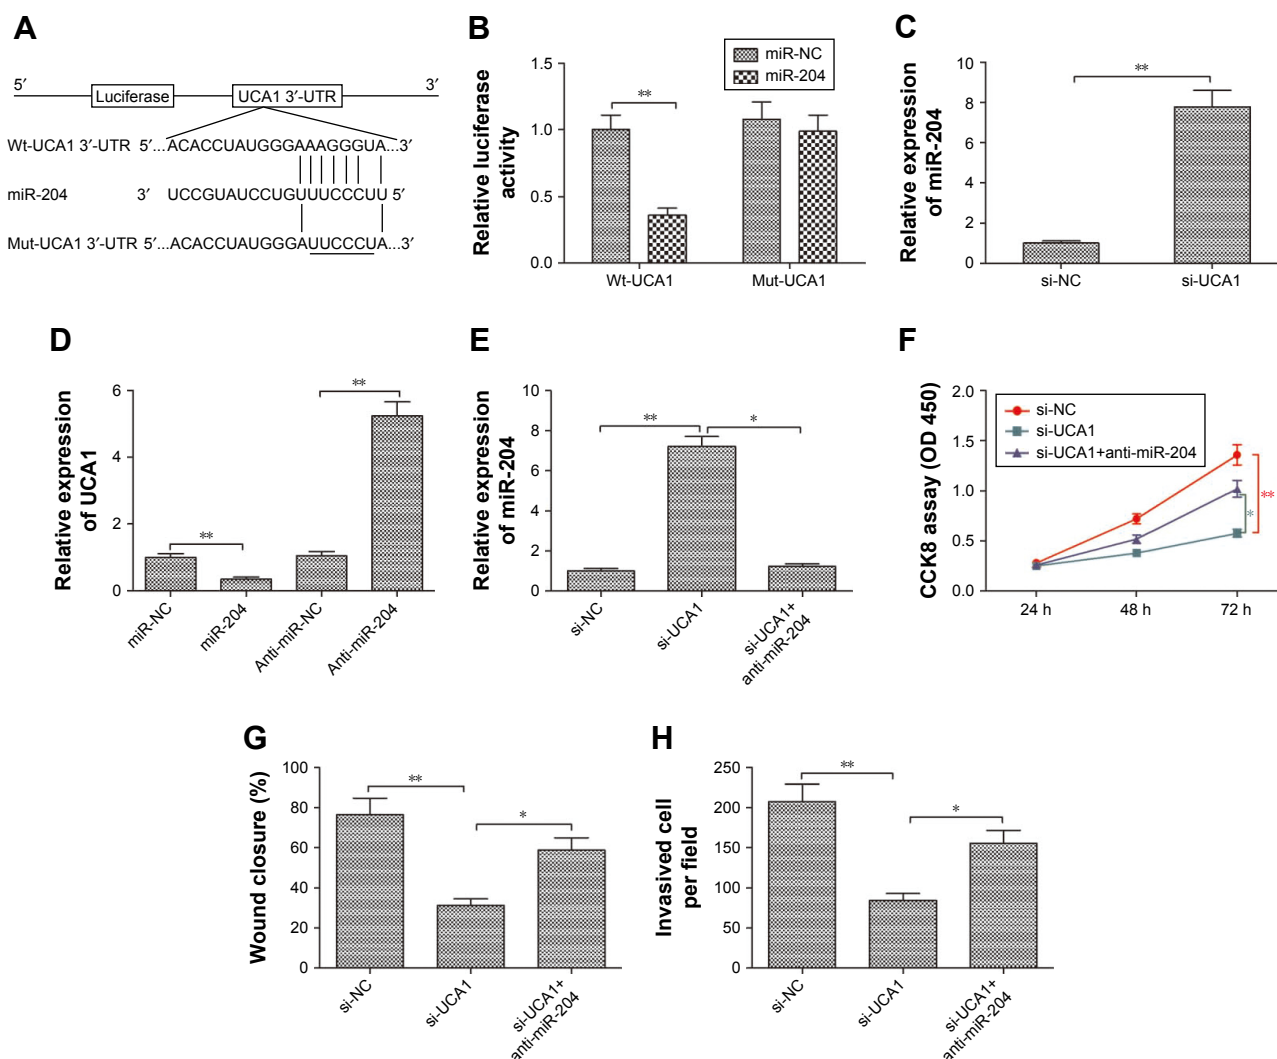 A
5′ 3′
Luciferase UCA1 3′-UTR
Wt-UCA1 3′-UTR 5′...ACACCUAUGGGAAAGGGUA...3′
miR-204 3′ UCCGUAUCCUGUUUCCCUU 5′
Mut-UCA1 3′-UTR 5′...ACACCUAUGGGAUUCCCUA...3′
B
Relative luciferase
activity
1.5
1.0
0.5
0.0
miR-NC
miR-204
**
Wt-UCA1 Mut-UCA1
C
Relative expression
of miR-204
10
8
6
4
2
0
**
si-NC si-UCA1
D
Relative expression
of UCA1
6
4
2
0
**
**
miR-NC
miR-204
Anti-miR-NC
Anti-miR-204
E
Relative expression
of miR-204
10
8
6
4
2
0
**
*
si-NC
si-UCA1
si-UCA1+
anti-miR-204
F
CCK8 assay (OD 450)
2.0
1.5
1.0
0.5
0.0
si-NC
si-UCA1
si-UCA1+anti-miR-204
*
**
24 h 48 h 72 h
G
Wound closure (%)
100
80
60
40
20
0
**
*
si-NC
si-UCA1
si-UCA1+
anti-miR-204
H
Invasived cell
per field
250
200
150
100
50
0
**
*
si-NC
si-UCA1
si-UCA1+
anti-miR-204